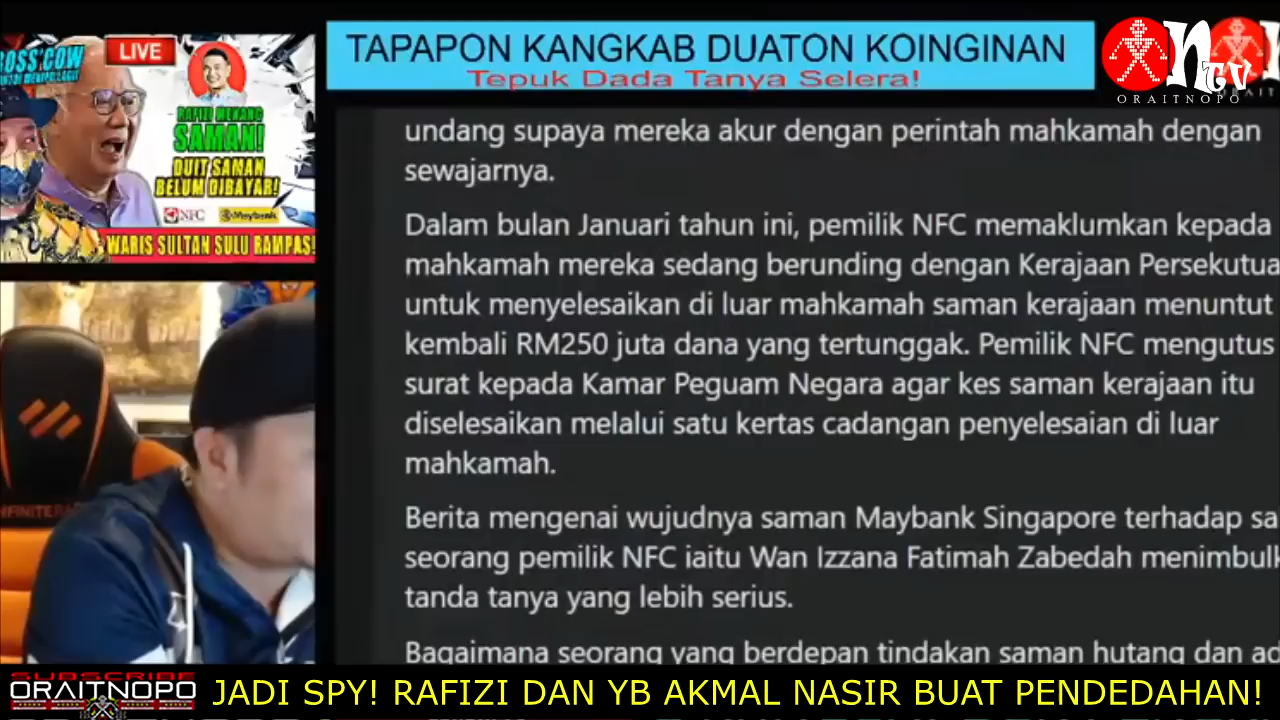 TAPAPON KANGKAB DUATON KOINGINAN
Tepuk Dada Tanya Selera!
nTV
ORAITNOPO
BOSS'COW
LIVE
RAFIZI MENANG
SAMAN!
DUIT SAMAN
BELUM DIBAYAR!
NFC
Maybank
WARIS SULTAN SULU RAMPAS!
undang supaya mereka akur dengan perintah mahkamah dengan
sewajarnya.
Dalam bulan Januari tahun ini, pemilik NFC memaklumkan kepada
mahkamah mereka sedang berunding dengan Kerajaan Persekutua
untuk menyelesaikan di luar mahkamah saman kerajaan menuntut
kembali RM250 juta dana yang tertunggak. Pemilik NFC mengutus
surat kepada Kamar Peguam Negara agar kes saman kerajaan itu
diselesaikan melalui satu kertas cadangan penyelesaian di luar
mahkamah.
Berita mengenai wujudnya saman Maybank Singapore terhadap sa
seorang pemilik NFC iaitu Wan Izzana Fatimah Zabedah menimbulk
tanda tanya yang lebih serius.
Bagaimana seorang yang berdepan tindakan saman hutang dan ad
SUBSCRIBE
ORAITNOPO
JADI SPY! RAFIZI DAN YB AKMAL NASIR BUAT PENDEDAHAN!